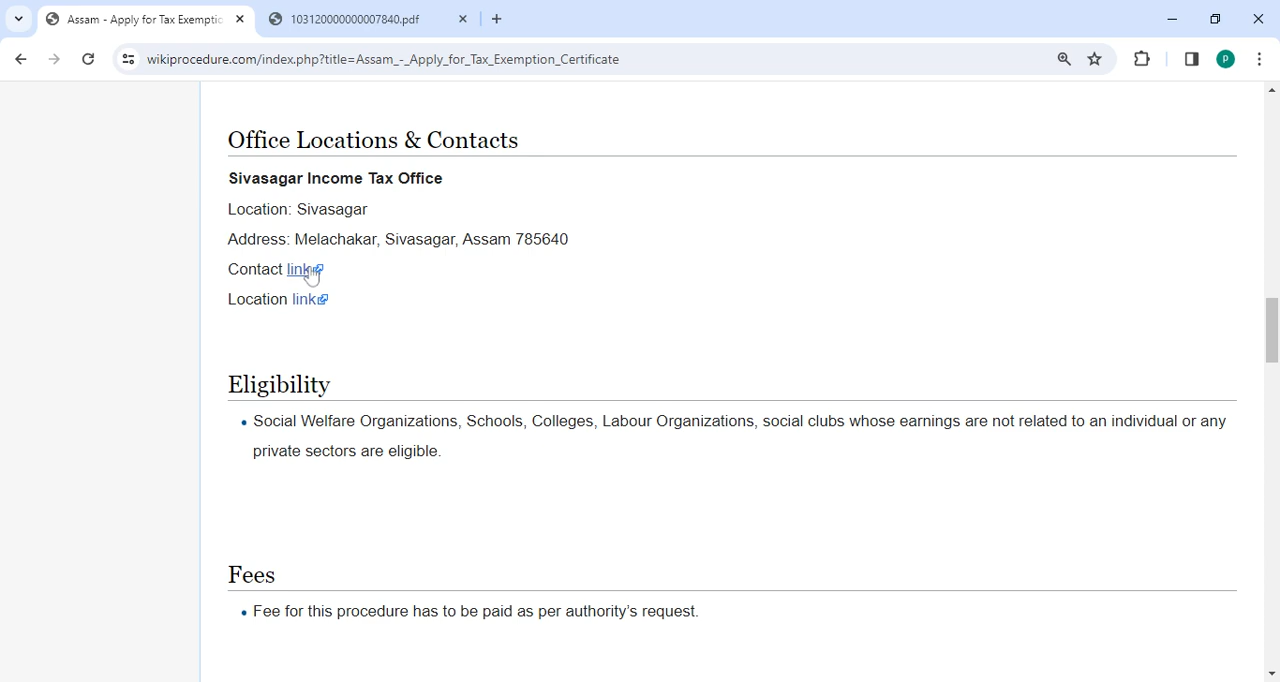 Assam - Apply for Tax Exemptio
103120000000007840.pdf
wikiprocedure.com/index.php?title=Assam_-_Apply_for_Tax_Exemption_Certificate
P
Office Locations & Contacts
Sivasagar Income Tax Office
Location: Sivasagar
Address: Melachakar, Sivasagar, Assam 785640
Contact link
Location link
Eligibility
Social Welfare Organizations, Schools, Colleges, Labour Organizations, social clubs whose earnings are not related to an individual or any
private sectors are eligible.
Fees
Fee for this procedure has to be paid as per authority's request.